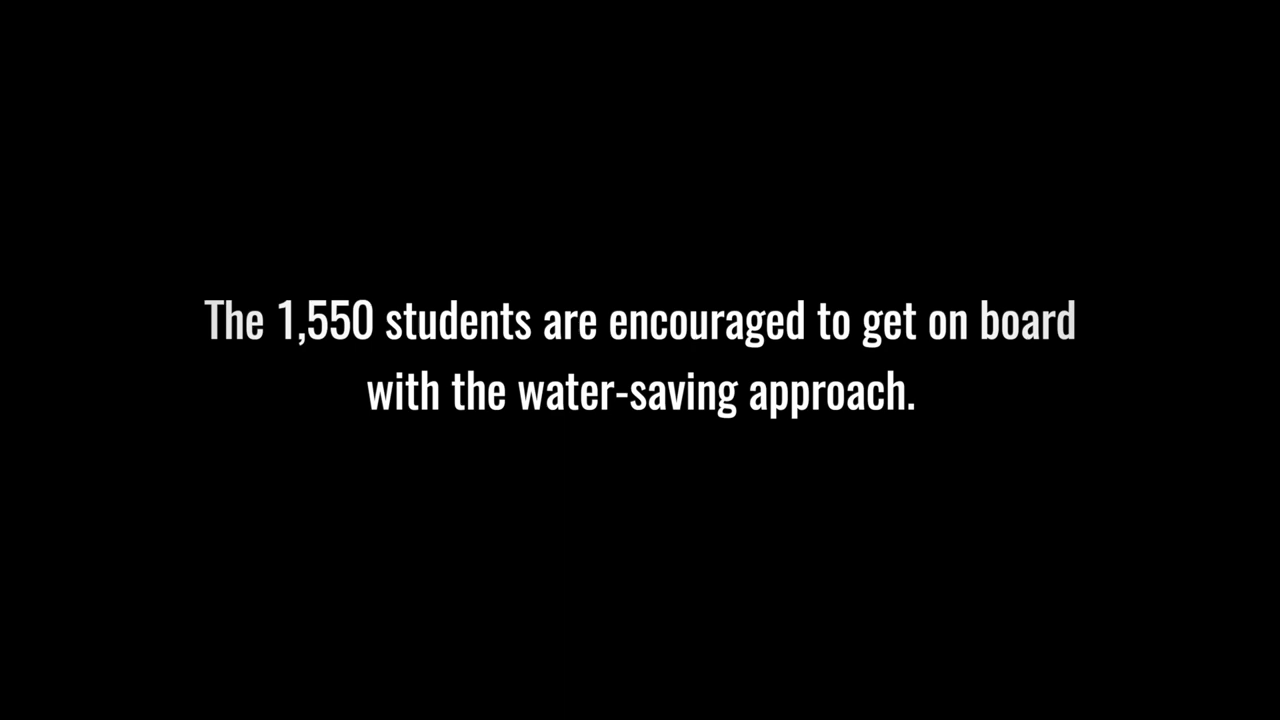 The 1,550 students are encouraged to get on board
with the water-saving approach.